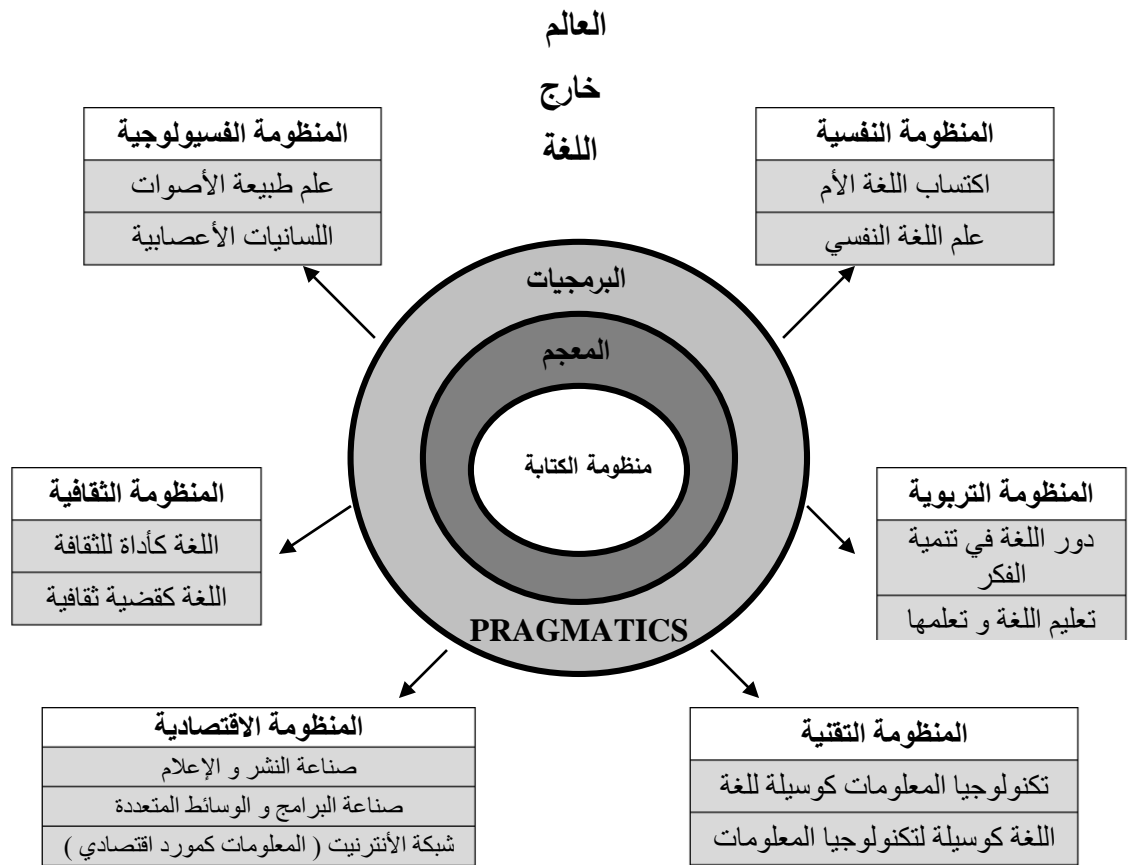 العالم
خارج
اللغة
المنظومة النفسية
اكتساب اللغة الأم
علم اللغة النفسي
المنظومة الفسيولوجية
علم طبيعة الأصوات
اللسانيات الأعصابية
البرمجيات
المعجم
منظومة الكتابة
PRAGMATICS
المنظومة التربوية
دور اللغة في تنمية
الفكر
تعليم اللغة و تعلمها
المنظومة الثقافية
اللغة كأداة للثقافة
اللغة كقضية ثقافية
المنظومة التقنية
تكنولوجيا المعلومات كوسيلة للغة
اللغة كوسيلة لتكنولوجيا المعلومات
المنظومة الاقتصادية
صناعة النشر و الإعلام
صناعة البرامج و الوسائط المتعددة
شبكة الأنترنيت ( المعلومات كمورد اقتصادي )